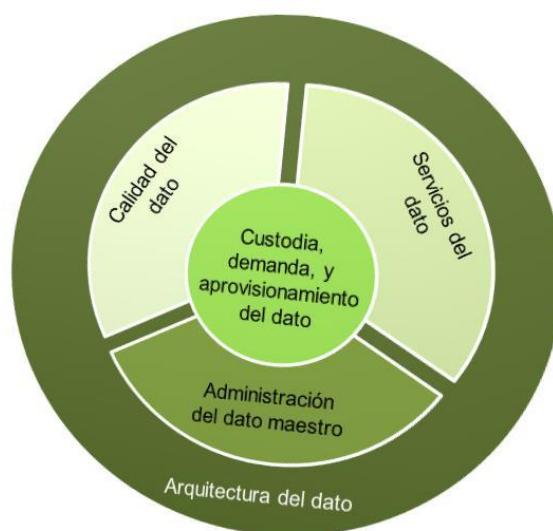 Calidad del
dato
Servicios del
dato
Custodia,
demanda, y
aprovisionamiento
del dato
Administración
del dato maestro
Arquitectura del dato